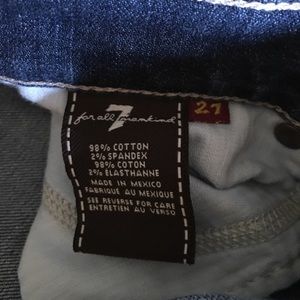 7
for all mankind
27
98% COTTON
2% SPANDEX
98% COTON
2% ELASTHANNE
MADE IN MEXICO
FABRIQUE AU MEXIQUE
SEE REVERSE FOR CARE
ENTRETIEN AU VERSO